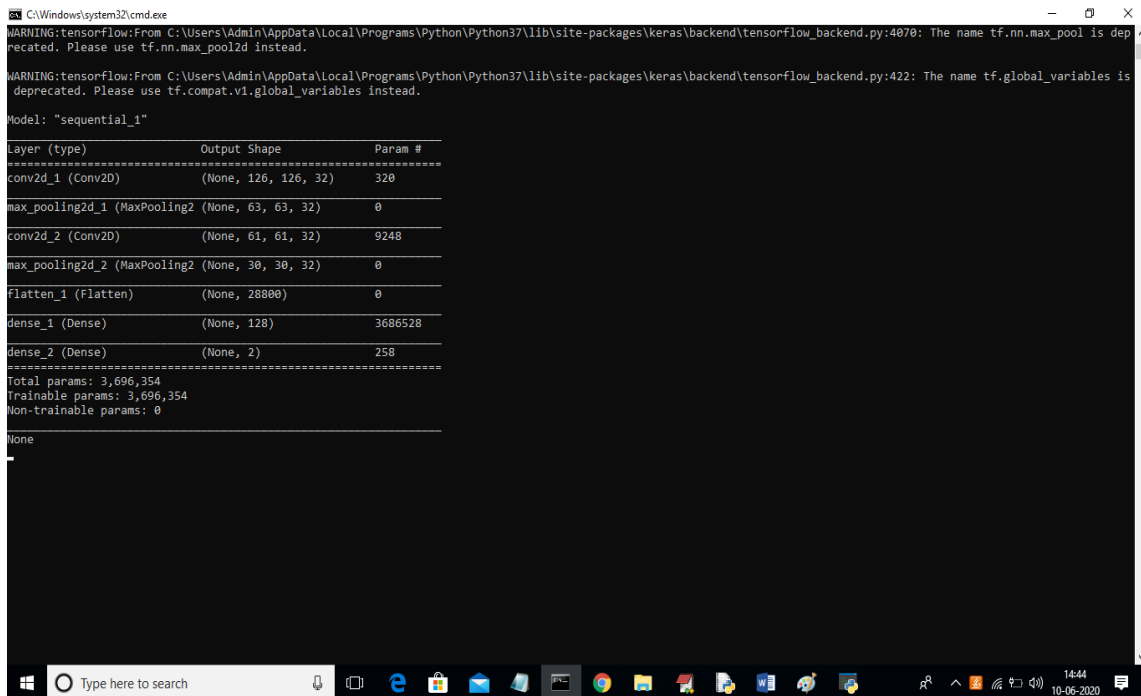 C:\Windows\system32\cmd.exe
WARNING:tensorflow:From C:\Users\Admin\AppData\Local\Programs\Python\Python37\lib\site-packages\keras\backend\tensorflow_backend.py:4070: The name tf.nn.max_pool is dep
recated. Please use tf.nn.max_pool2d instead.
WARNING:tensorflow:From C:\Users\Admin\AppData\Local\Programs\Python\Python37\lib\site-packages\keras\backend\tensorflow_backend.py:422: The name tf.global_variables is
deprecated. Please use tf.compat.v1.global_variables instead.
Model: "sequential_1"
Layer (type) Output Shape Param #
conv2d_1 (Conv2D) (None, 126, 126, 32) 320
max_pooling2d_1 (MaxPooling2 (None, 63, 63, 32) 0
conv2d_2 (Conv2D) (None, 61, 61, 32) 9248
max_pooling2d_2 (MaxPooling2 (None, 30, 30, 32) 0
flatten_1 (Flatten) (None, 28800) 0
dense_1 (Dense) (None, 128) 3686528
dense_2 (Dense) (None, 2) 258
Total params: 3,696,354
Trainable params: 3,696,354
Non-trainable params: 0
None
Type here to search
14:44
10-06-2020